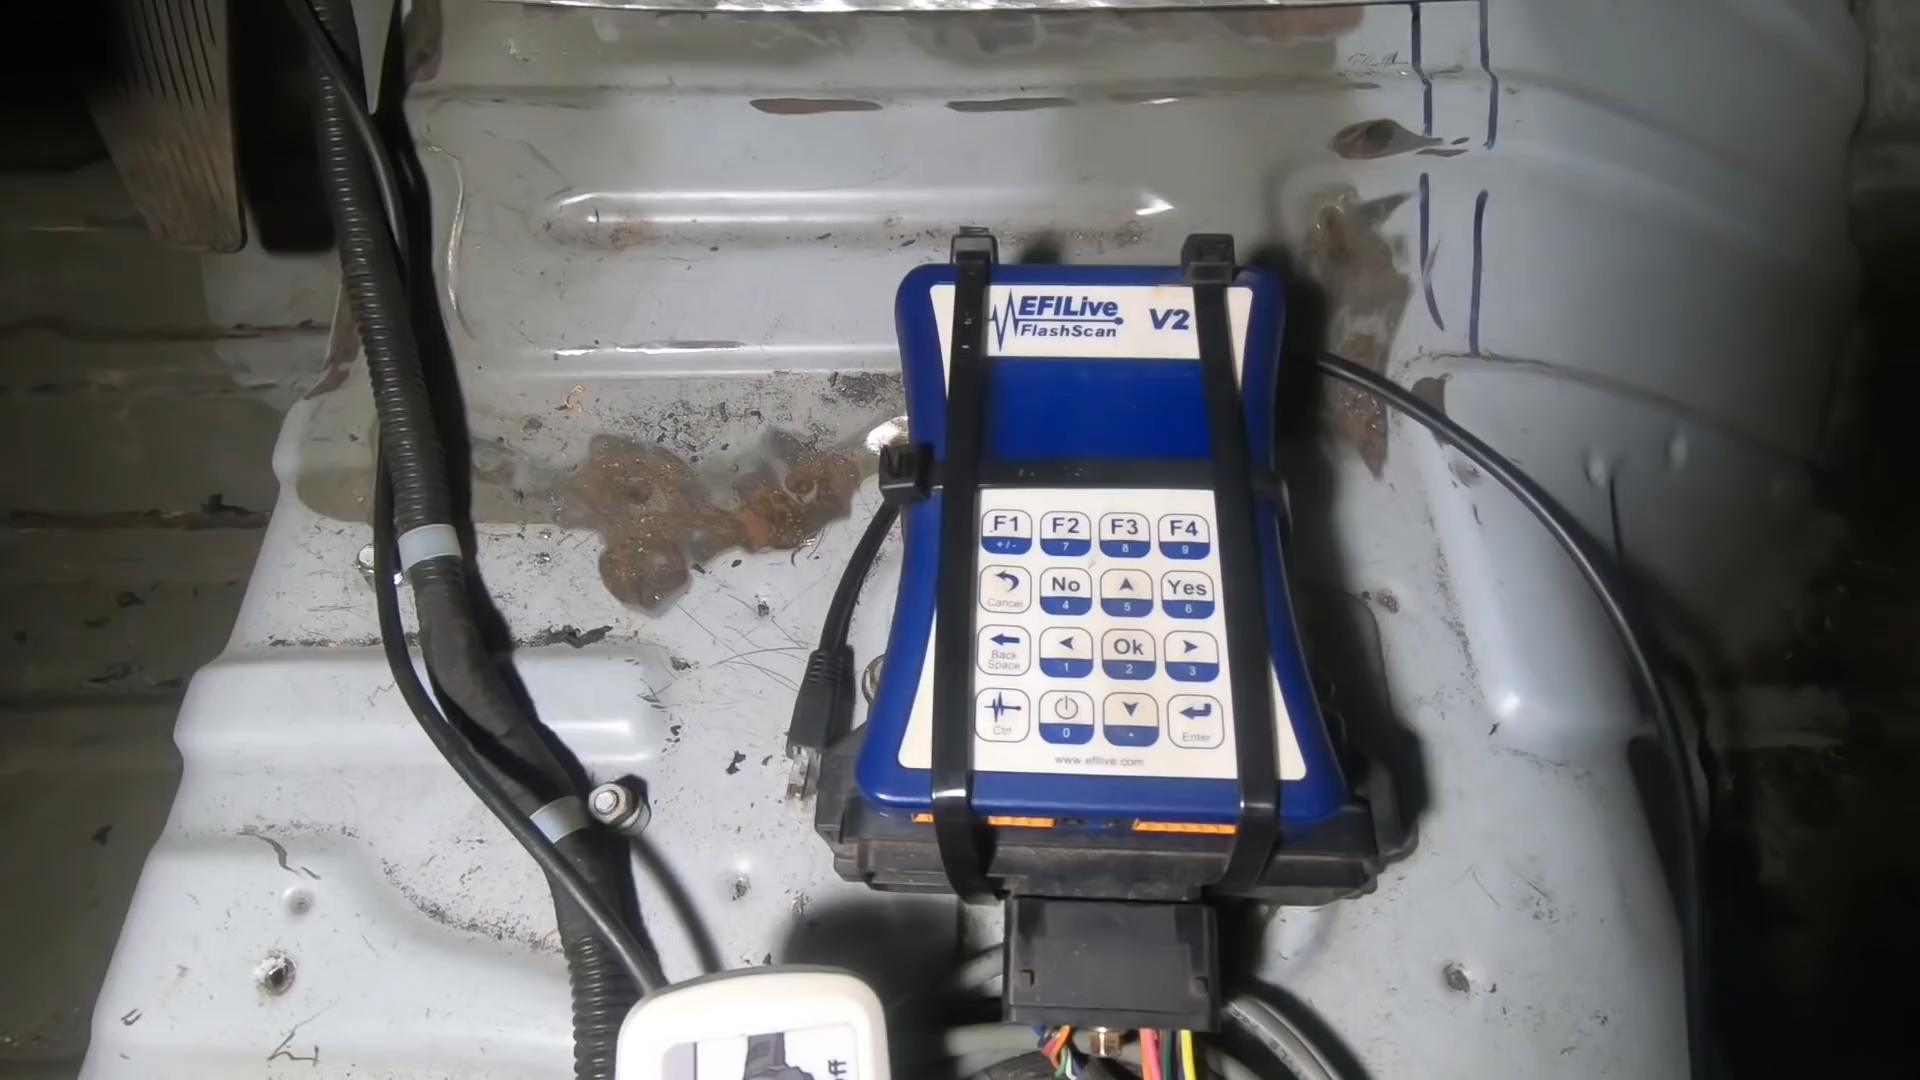 EFILive V2
FlashScan
F1 F2 F3 F4
+/- 7 8 9
No Yes
Cancel 4 5 6
Back Ok
Space 1 2 3
Ctrl 0 . Enter
www.efilive.com
off